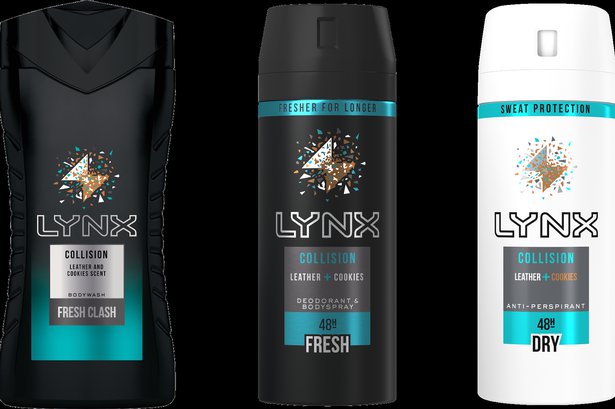 LYNX
COLLISION
LEATHER AND
COOKIES SCENT
BODYWASH
FRESH CLASH
FRESHER FOR LONGER
LYNX
COLLISION
LEATHER + COOKIES
DEODORANT &
BODYSPRAY
48H
FRESH
SWEAT PROTECTION
LYNX
COLLISION
LEATHER + COOKIES
ANTI-PERSPIRANT
48H
DRY